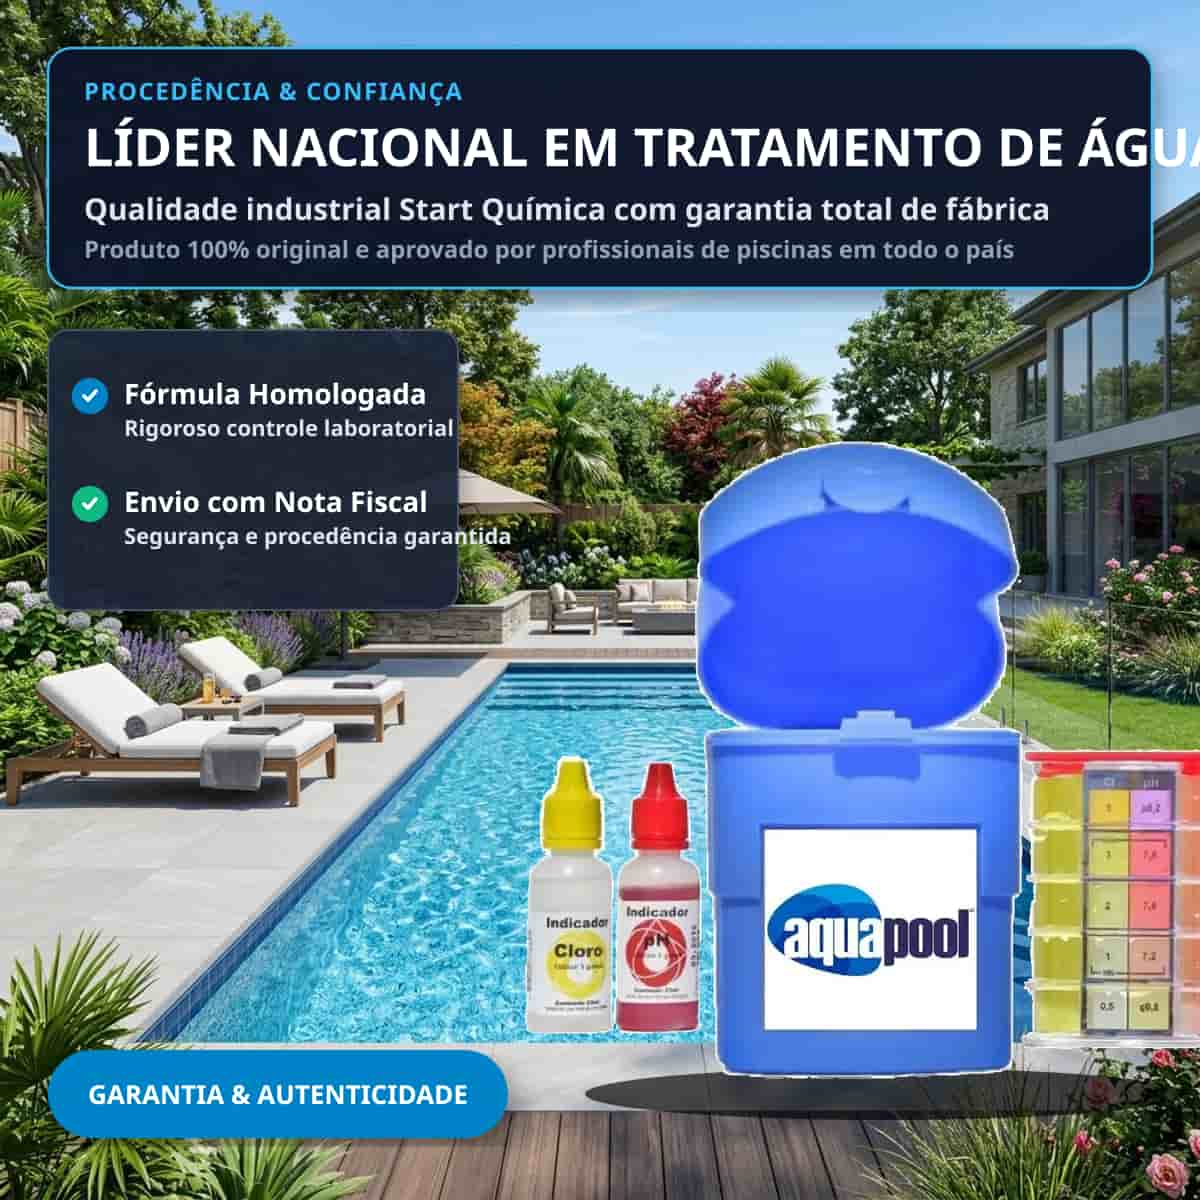 PROCEDÊNCIA & CONFIANÇA
LÍDER NACIONAL EM TRATAMENTO DE ÁGUA
Qualidade industrial Start Química com garantia total de fábrica
Produto 100% original e aprovado por profissionais de piscinas em todo o país
Fórmula Homologada
Rigoroso controle laboratorial
Envio com Nota Fiscal
Segurança e procedência garantida
Indicador
Cloro
Indicador
pH
aquapool
Cl pH
5 p8,2
3 7,8
2 7,4
1 7,2
0,5 6,8
GARANTIA & AUTENTICIDADE